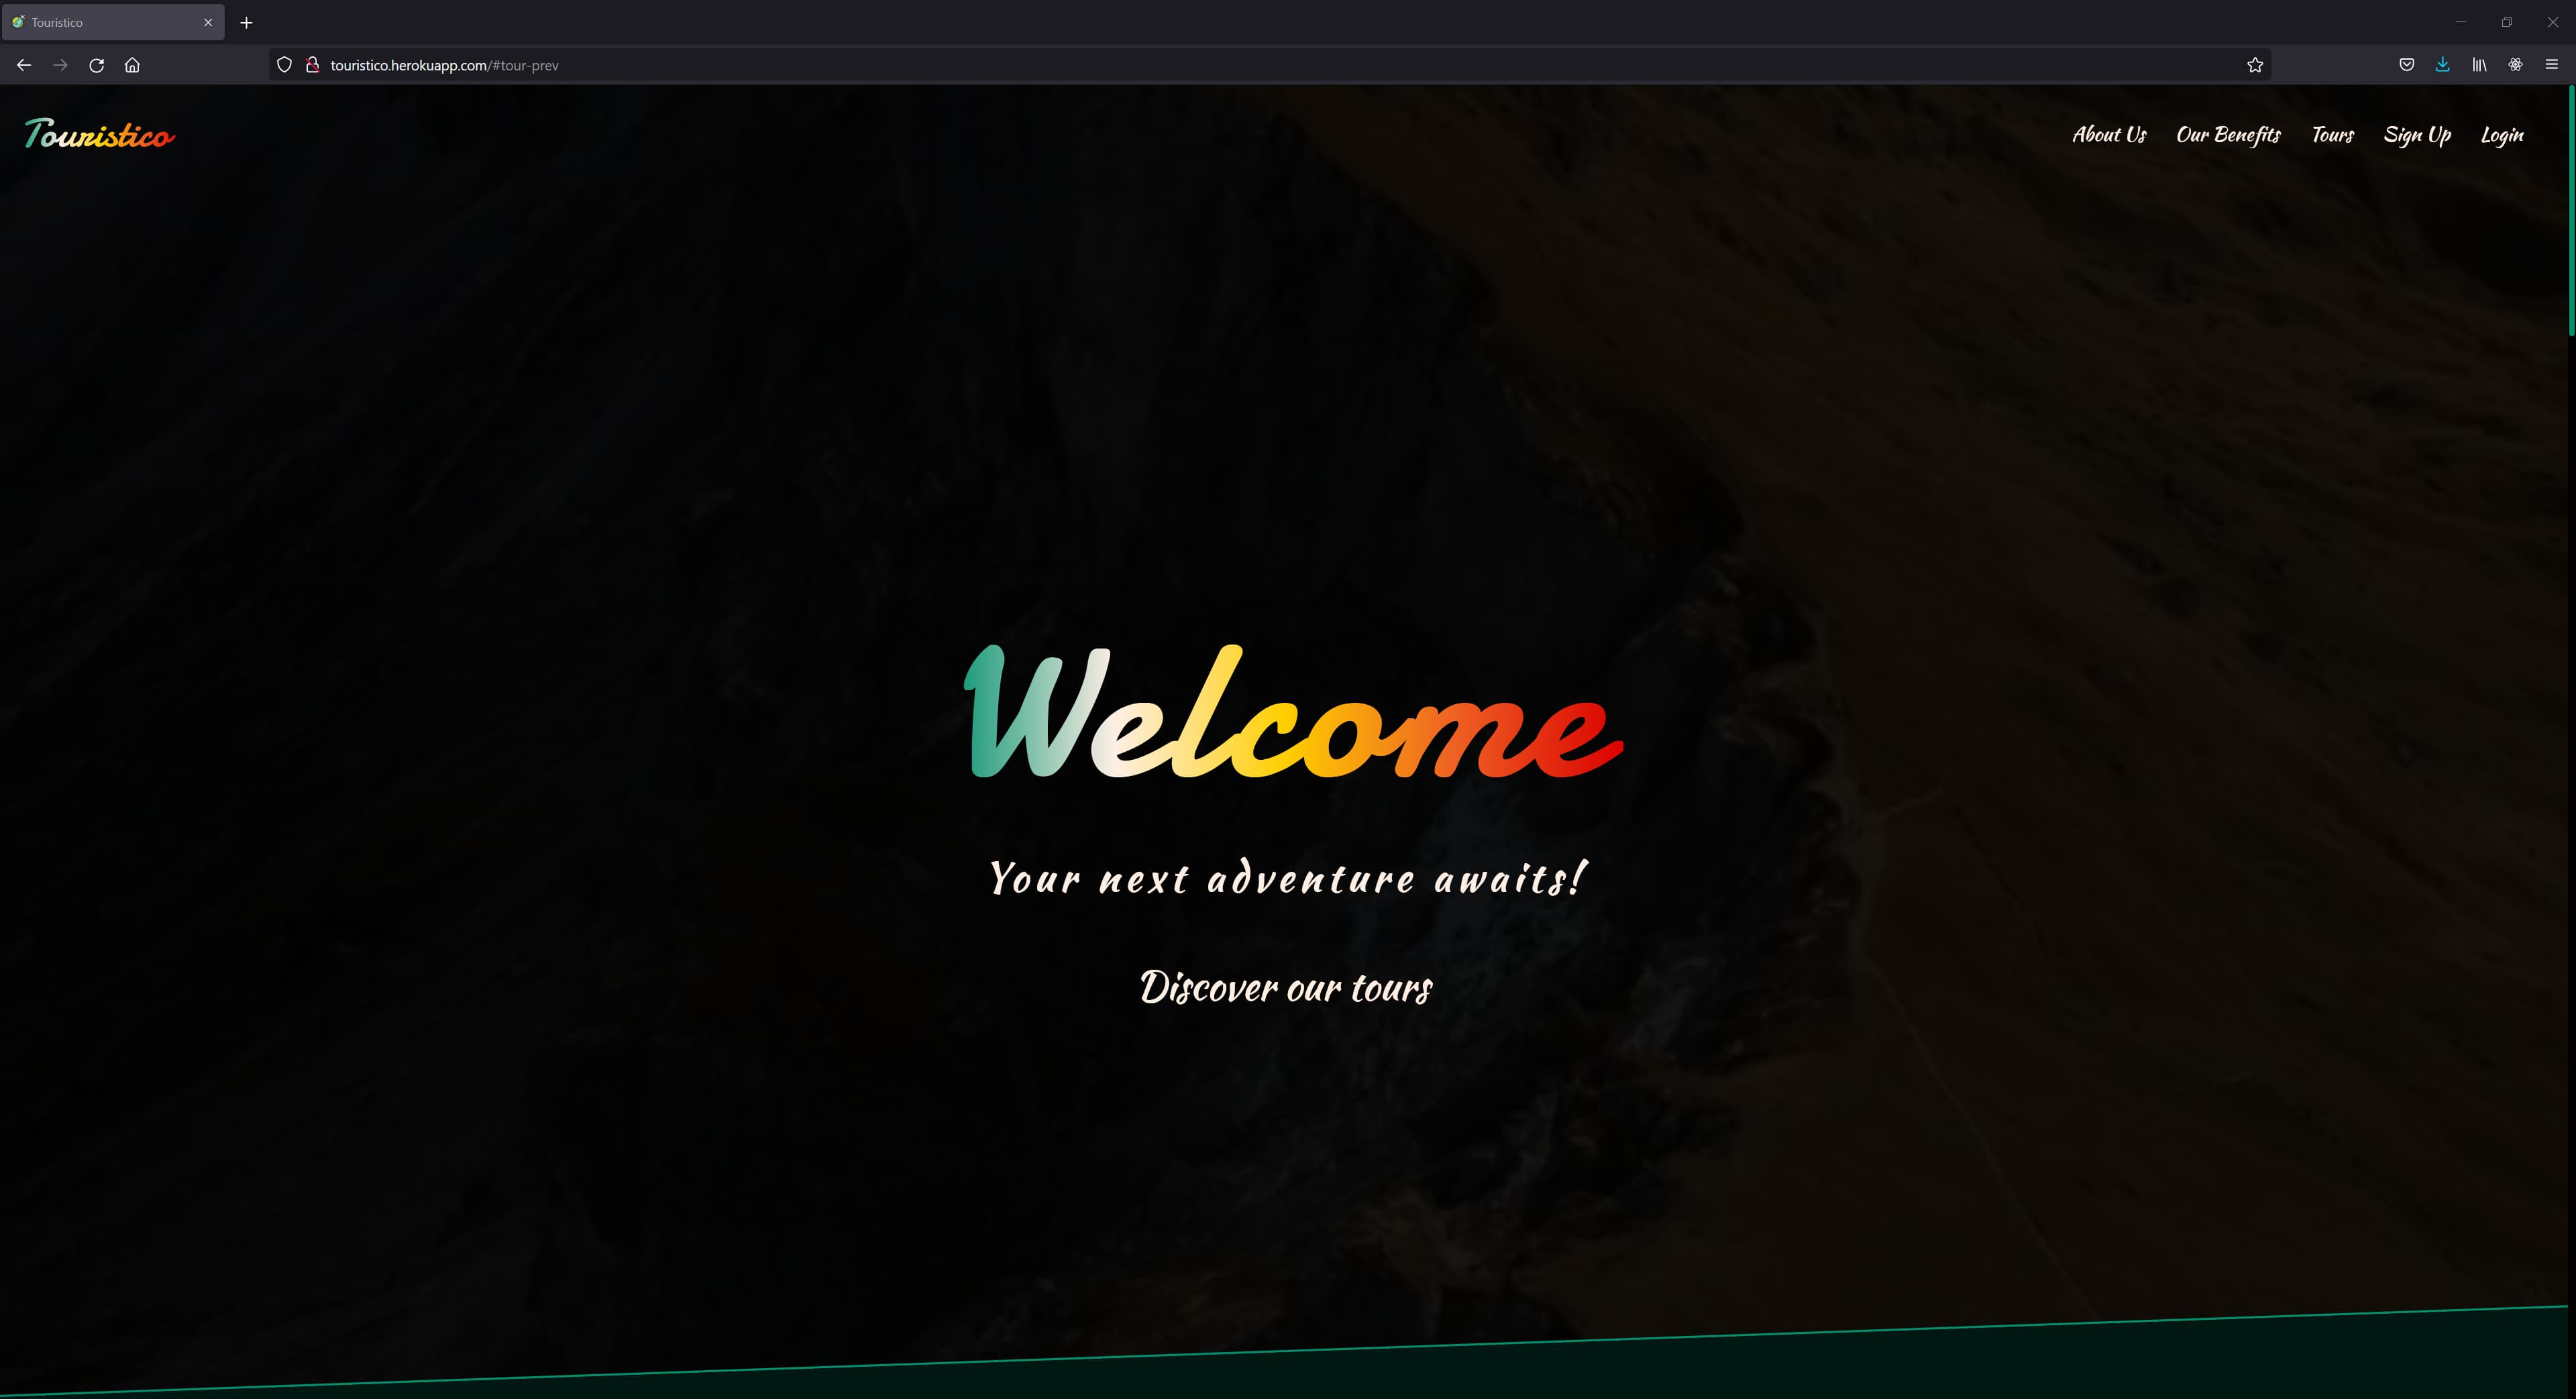 Touristico
touristico.herokuapp.com/#tour-prev
Touristico
About Us Our Benefits Tours Sign Up Login
Welcome
Your next adventure awaits!
Discover our tours